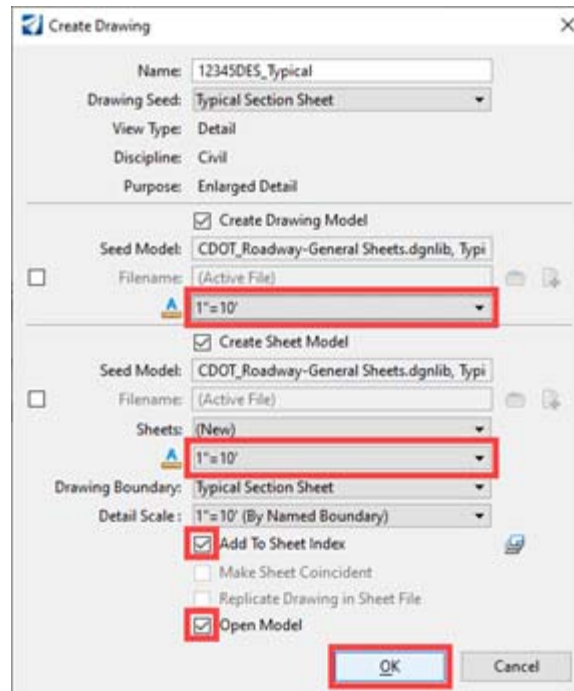 Create Drawing
Name: 12345DES_Typical
Drawing Seed: Typical Section Sheet
View Type: Detail
Discipline: Civil
Purpose: Enlarged Detail
Create Drawing Model
Seed Model: CDOT_Roadway-General Sheets.dgnlib, Typi
Filename: (Active File)
A 1"=10'
Create Sheet Model
Seed Model: CDOT_Roadway-General Sheets.dgnlib, Typi
Filename: (Active File)
Sheets: (New)
A 1"=10'
Drawing Boundary: Typical Section Sheet
Detail Scale : 1"=10' (By Named Boundary)
Add To Sheet Index
Make Sheet Coincident
Replicate Drawing in Sheet File
Open Model
OK Cancel